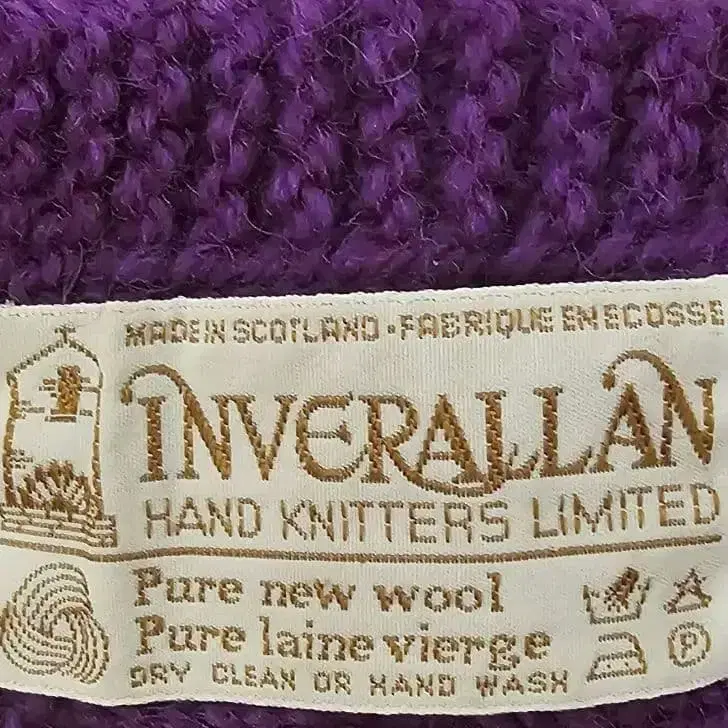 MADE IN SCOTLAND · FABRIQUE EN ECOSSE
INVERALLAN
HAND KNITTERS LIMITED
Pure new wool
Pure laine vierge
DRY CLEAN OR HAND WASH
P